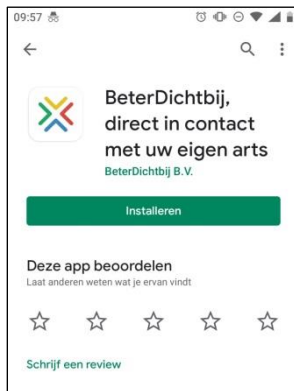 09:57
BeterDichtbij,
direct in contact
met uw eigen arts
BeterDichtbij B.V.
Installeren
Deze app beoordelen
Laat anderen weten wat je ervan vindt
Schrijf een review